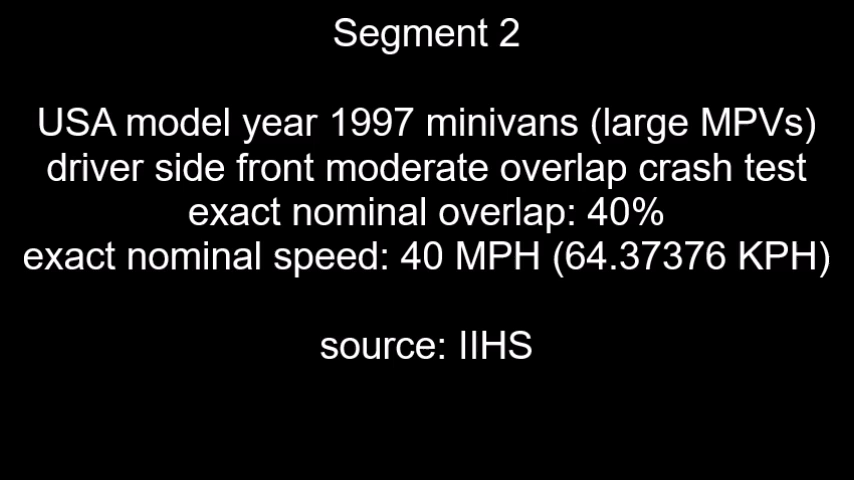 Segment 2
USA model year 1997 minivans (large MPVs)
driver side front moderate overlap crash test
exact nominal overlap: 40%
exact nominal speed: 40 MPH (64.37376 KPH)
source: IIHS